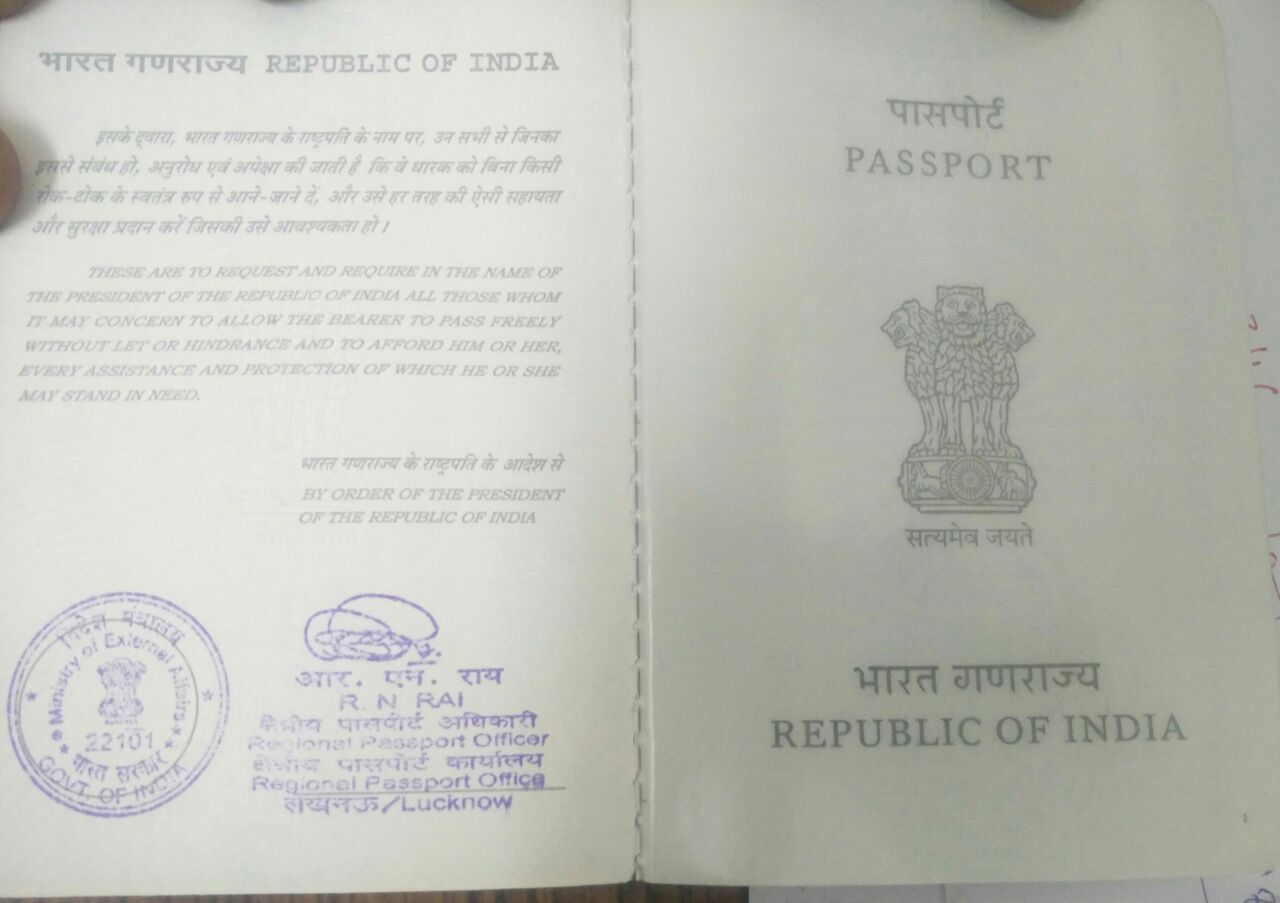 भारत गणराज्य REPUBLIC OF INDIA
इसके द्वारा, भारत गणराज्य के राष्ट्रपति के नाम पर, उन सभी से जिनका
इससे संबंध हो, अनुरोध एवं अपेक्षा की जाती है कि वे धारक को बिना किसी
रोक-टोक के स्वतंत्र रुप से आने-जाने दें, और उसे हर तरह की ऐसी सहायता
और सुरक्षा प्रदान करें जिसकी उसे आवश्यकता हो ।
THESE ARE TO REQUEST AND REQUIRE IN THE NAME OF
THE PRESIDENT OF THE REPUBLIC OF INDIA ALL THOSE WHOM
IT MAY CONCERN TO ALLOW THE BEARER TO PASS FREELY
WITHOUT LET OR HINDRANCE AND TO AFFORD HIM OR HER,
EVERY ASSISTANCE AND PROTECTION OF WHICH HE OR SHE
MAY STAND IN NEED.
भारत गणराज्य के राष्ट्रपति के आदेश से
BY ORDER OF THE PRESIDENT
OF THE REPUBLIC OF INDIA
विदेश मंत्रालय
Ministry of External Affairs
22101
भारत सरकार
GOVT. OF INDIA
आर. एन. राय
R. N RAI
क्षेत्रीय पासपोर्ट अधिकारी
Regional Passport Officer
क्षेत्रीय पासपोर्ट कार्यालय
Regional Passport Office
लखनऊ/Lucknow
पासपोर्ट
PASSPORT
सत्यमेव जयते
भारत गणराज्य
REPUBLIC OF INDIA
1